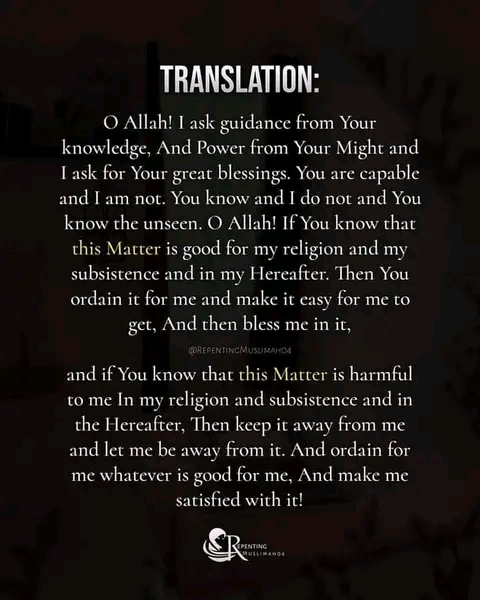 TRANSLATION:
O Allah! I ask guidance from Your
knowledge, And Power from Your Might and
I ask for Your great blessings. You are capable
and I am not. You know and I do not and You
know the unseen. O Allah! If You know that
this Matter is good for my religion and my
subsistence and in my Hereafter. Then You
ordain it for me and make it easy for me to
get, And then bless me in it,
@RepentingMuslimah04
and if You know that this Matter is harmful
to me In my religion and subsistence and in
the Hereafter, Then keep it away from me
and let me be away from it. And ordain for
me whatever is good for me, And make me
satisfied with it!
Repenting
Muslimah04